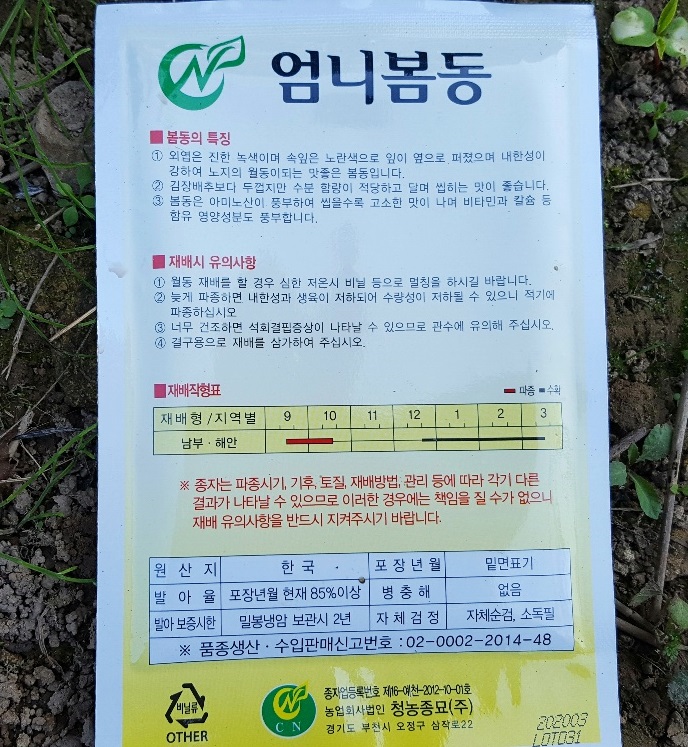 엄니봄동
■ 봄동의 특징
① 외엽은 진한 녹색이며 속잎은 노란색으로 잎이 옆으로 퍼졌으며 내한성이
강하여 노지의 월동이되는 맛좋은 봄동입니다.
② 김장배추보다 두껍지만 수분 함량이 적당하고 달며 씹히는 맛이 좋습니다.
③ 봄동은 아미노산이 풍부하여 씹을수록 고소한 맛이 나며 비타민과 칼슘 등
함유 영양성분도 풍부합니다.
■ 재배시 유의사항
① 월동 재배를 할 경우 심한 저온시 비닐 등으로 멀칭을 하시길 바랍니다.
② 늦게 파종하면 내한성과 생육이 저하되어 수량성이 저하될 수 있으니 적기에
파종하십시오
③ 너무 건조하면 석회결핍증상이 나타날 수 있으므로 관수에 유의해 주십시오.
④ 결구용으로 재배를 삼가하여 주십시오.
■재배작형표
파종 수확
재배형/지역별 9 10 11 12 1 2 3
남부·해안
※ 종자는 파종시기, 기후, 토질, 재배방법, 관리 등에 따라 각기 다른
결과가 나타날 수 있으므로 이러한 경우에는 책임을 질 수가 없으니
재배 유의사항을 반드시 지켜주시기 바랍니다.
원산지 한국 포장년월 밑면표기
발아율 포장년월 현재 85%이상 병충해 없음
발아 보증시한 밀봉냉암 보관시 2년 자체검정 자체순검, 소독필
※ 품종생산·수입판매신고번호 : 02-0002-2014-48
비닐류
OTHER
CN
종자업등록번호 제16-예천-2012-10-01호
농업회사법인 청농종묘(주)
경기도 부천시 오정구 삼작로22
202003
LOT031